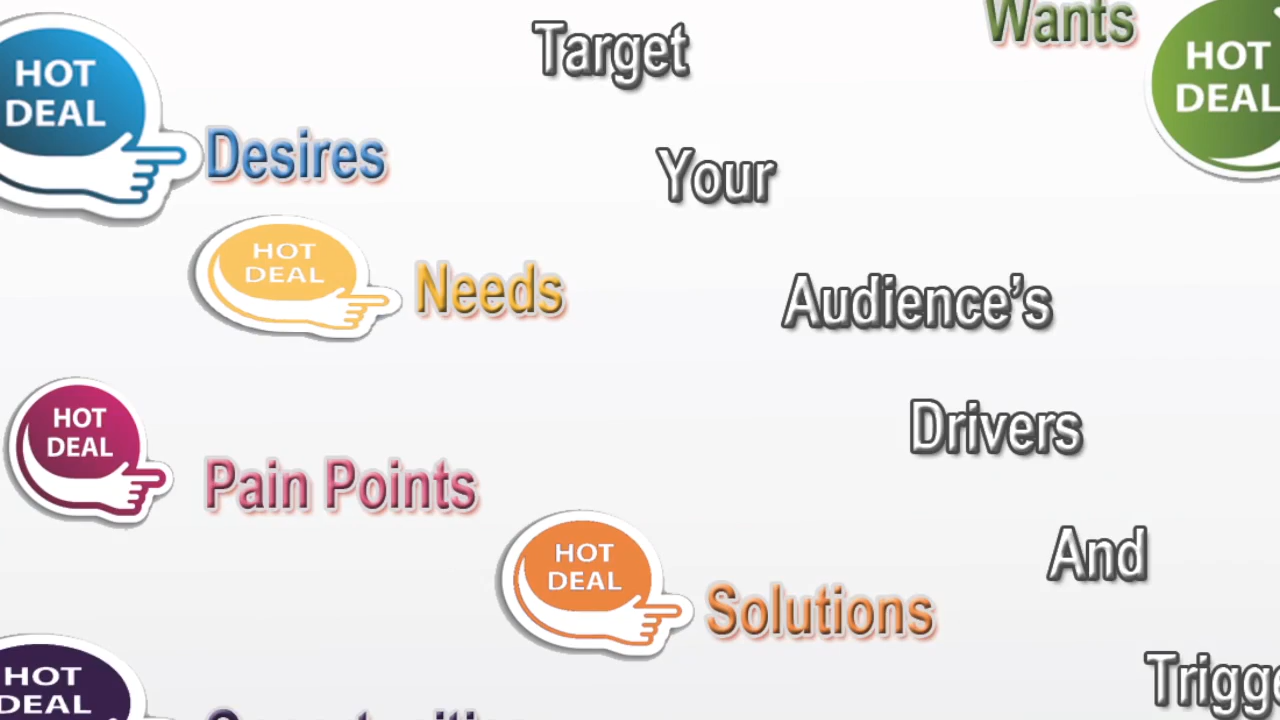 Wants
Target
HOT
DEAL
HOT
DEAL
Desires
Your
HOT
DEAL
Needs
Audience's
HOT
DEAL
Drivers
Pain Points
HOT
DEAL
And
Solutions
HOT
DEAL